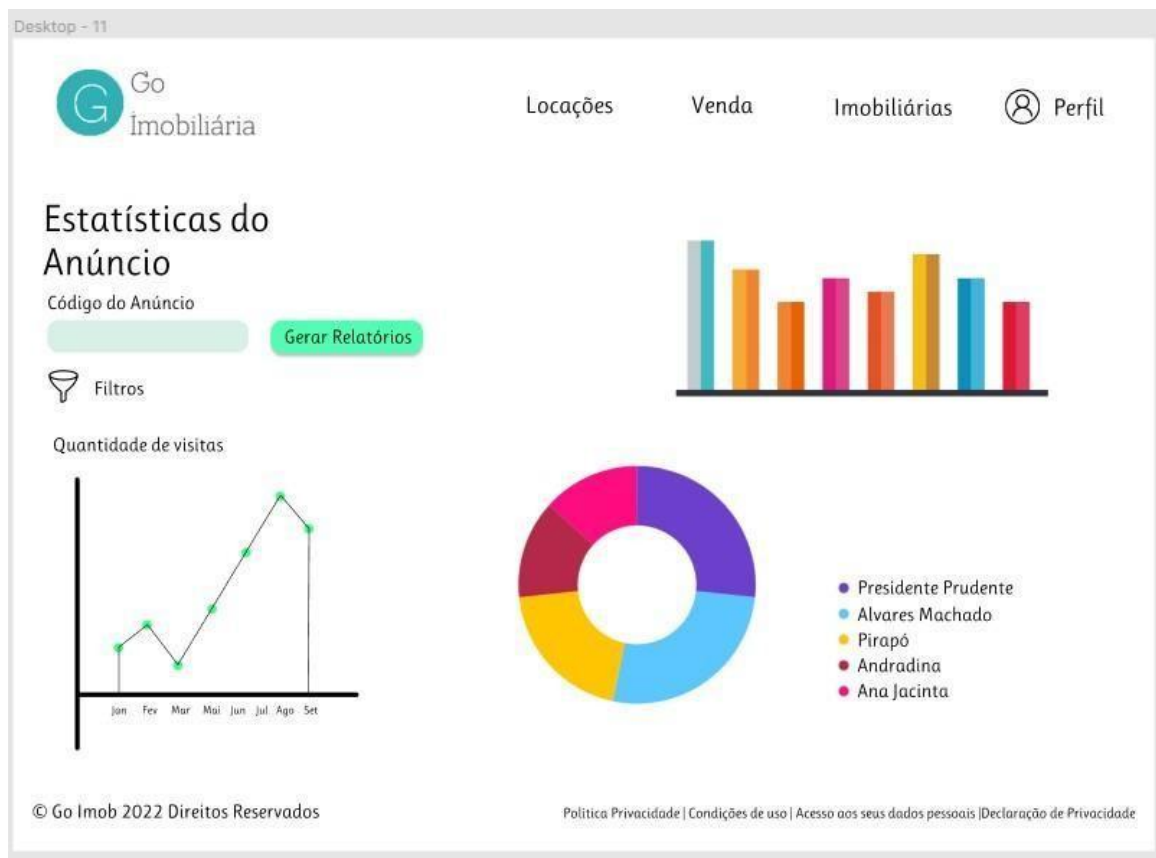 Desktop - 11
G
Go
Imobiliária
Locações
Venda
Imobiliárias
Perfil
Estatísticas do
Anúncio
Código do Anúncio
Gerar Relatórios
Filtros
Quantidade de visitas
Jan Fev Mar Mai Jun Jul Ago Set
Presidente Prudente
Alvares Machado
Pirapó
Andradina
Ana Jacinta
© Go Imob 2022 Direitos Reservados
Politica Privacidade | Condições de uso | Acesso aos seus dados pessoais |Declaração de Privacidade